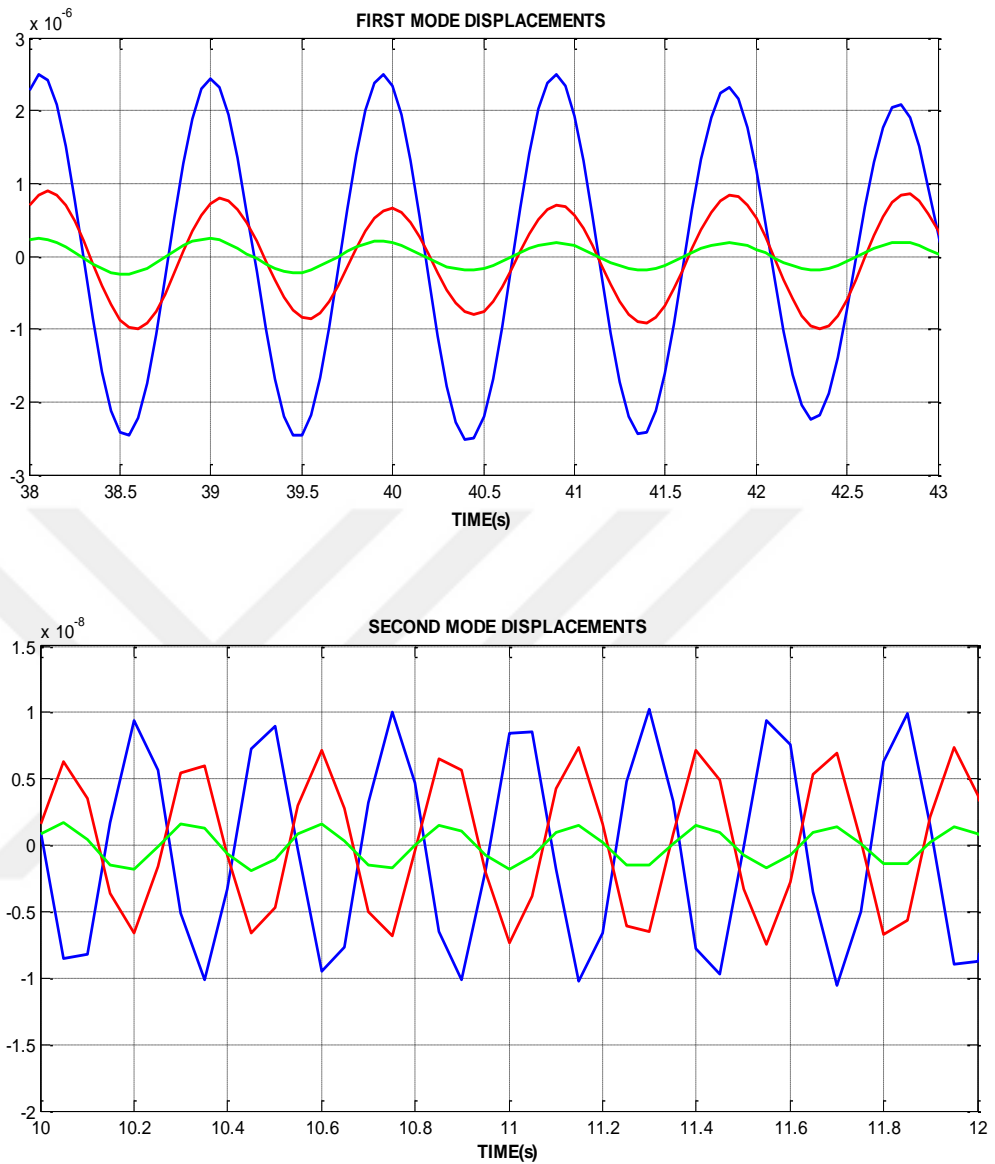 x 10^-6
FIRST MODE DISPLACEMENTS
3
2
1
0
-1
-2
-3
38 38.5 39 39.5 40 40.5 41 41.5 42 42.5 43
TIME(s)
x 10^-8
SECOND MODE DISPLACEMENTS
1.5
1
0.5
0
-0.5
-1
-1.5
-2
10 10.2 10.4 10.6 10.8 11 11.2 11.4 11.6 11.8 12
TIME(s)